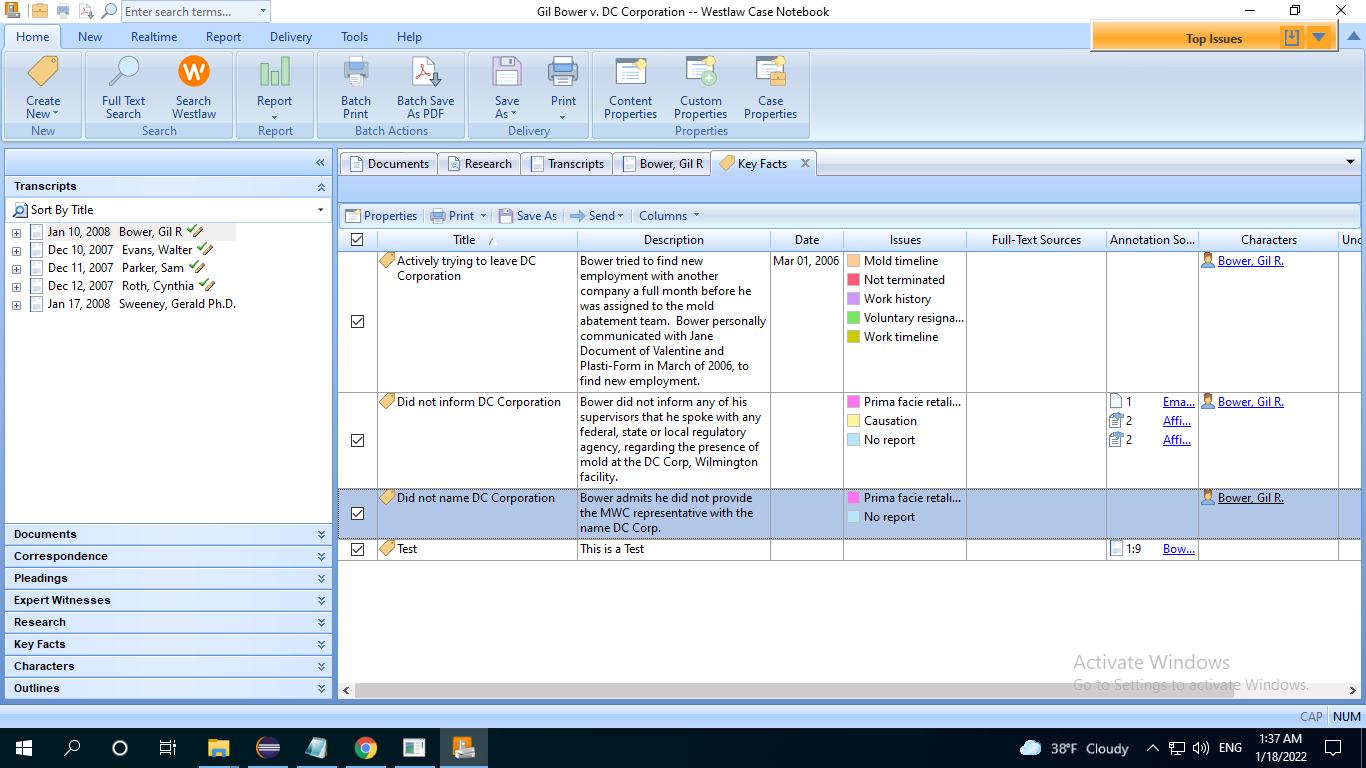 Enter search terms...
Gil Bower v. DC Corporation -- Westlaw Case Notebook
Home New Realtime Report Delivery Tools Help
Top Issues
Create New
Full Text Search
Search Westlaw
Report
Batch Print
Batch Save As PDF
Save As
Print
Content Properties
Custom Properties
Case Properties
New Search Report Batch Actions Delivery Properties
Transcripts
Sort By Title
Jan 10, 2008 Bower, Gil R
Dec 10, 2007 Evans, Walter
Dec 11, 2007 Parker, Sam
Dec 12, 2007 Roth, Cynthia
Jan 17, 2008 Sweeney, Gerald Ph.D.
Documents
Correspondence
Pleadings
Expert Witnesses
Research
Key Facts
Characters
Outlines
Documents Research Transcripts Bower, Gil R Key Facts
Properties Print Save As Send Columns
Title Description Date Issues Full-Text Sources Annotation So... Characters Unc
Actively trying to leave DC
Corporation
Bower tried to find new
employment with another
company a full month before he
was assigned to the mold
abatement team. Bower personally
communicated with Jane
Document of Valentine and
Plasti-Form in March of 2006, to
find new employment.
Mar 01, 2006
Mold timeline
Not terminated
Work history
Voluntary resigna...
Work timeline
Bower, Gil R.
Did not inform DC Corporation
Bower did not inform any of his
supervisors that he spoke with any
federal, state or local regulatory
agency, regarding the presence of
mold at the DC Corp, Wilmington
facility.
Prima facie retali...
Causation
No report
1 Ema...
2 Affi...
2 Affi...
Bower, Gil R.
Did not name DC Corporation
Bower admits he did not provide
the MWC representative with the
name DC Corp.
Prima facie retali...
No report
Bower, Gil R.
Test
This is a Test
1:9 Bow...
Activate Windows
Go to Settings to activate Windows.
CAP NUM
38°F Cloudy
ENG
1:37 AM
1/18/2022